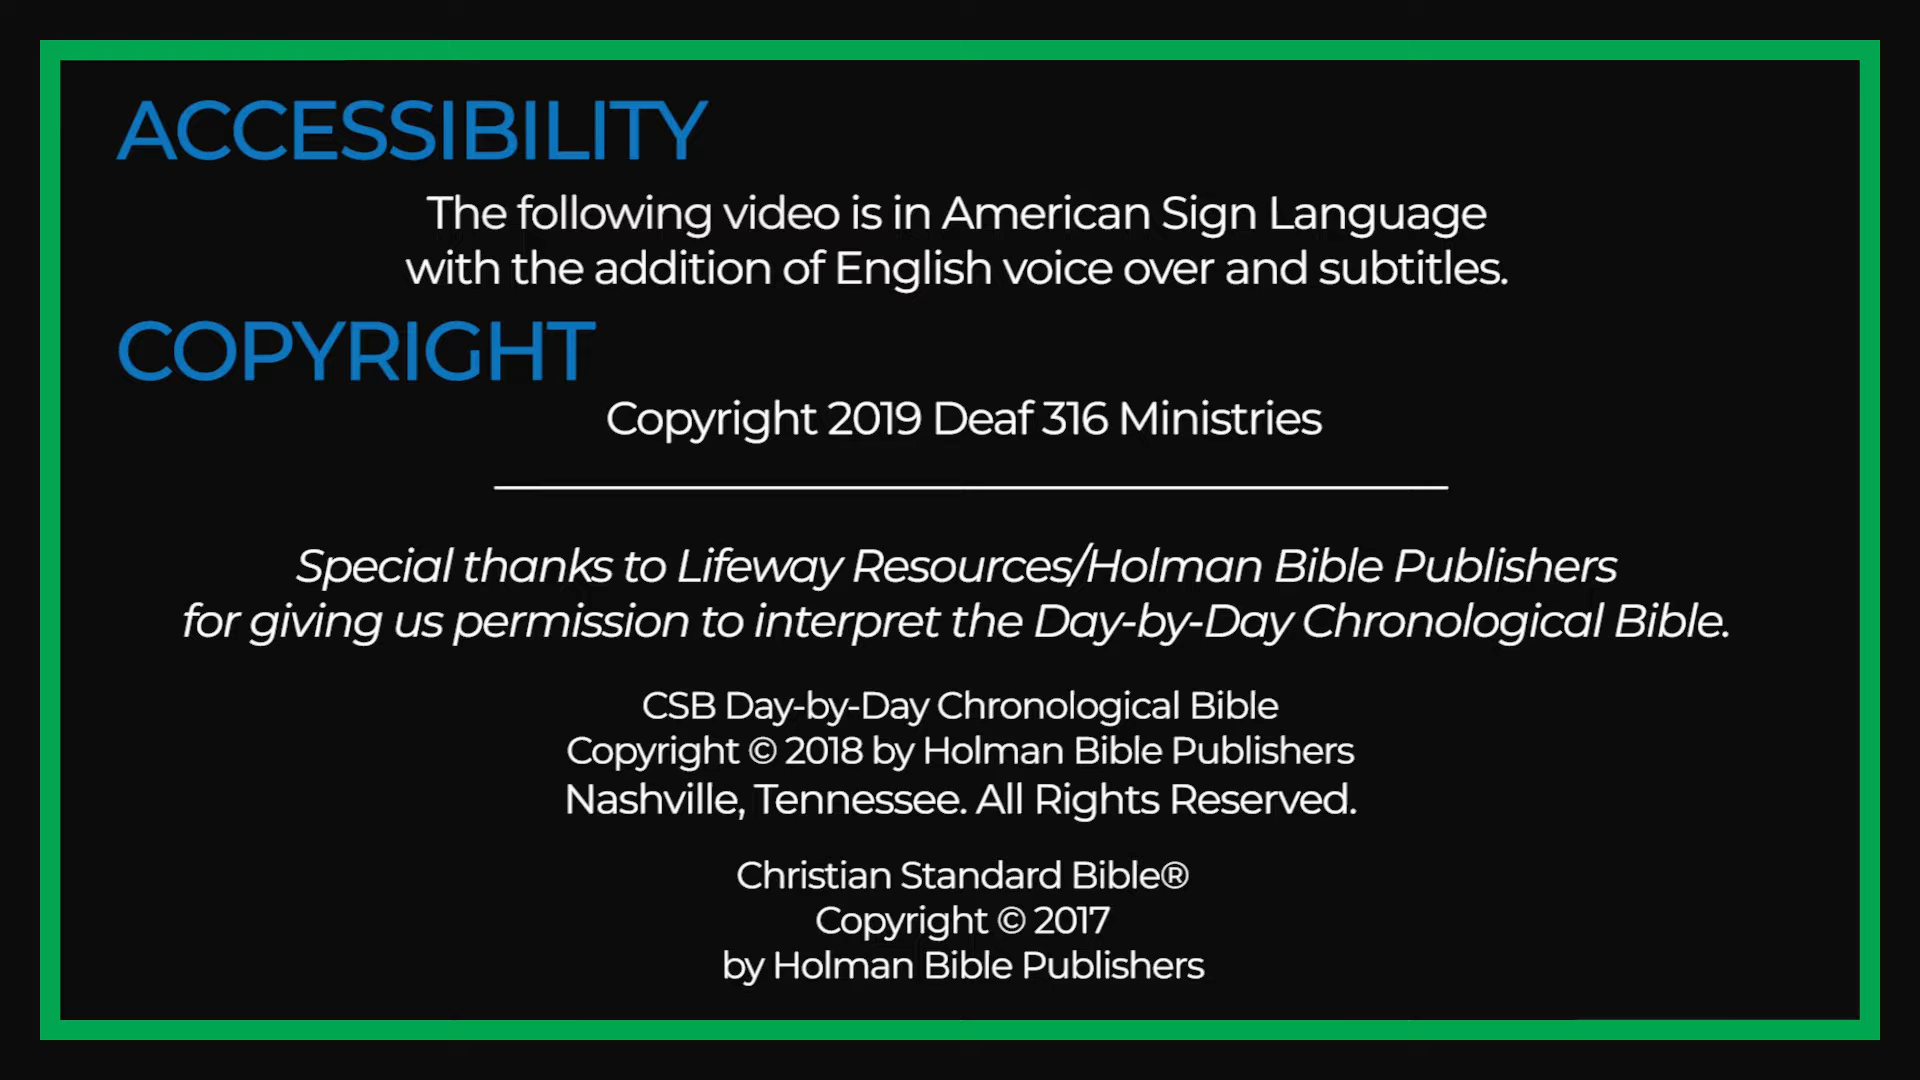 ACCESSIBILITY
The following video is in American Sign Language
with the addition of English voice over and subtitles.
COPYRIGHT
Copyright 2019 Deaf 316 Ministries
Special thanks to Lifeway Resources/Holman Bible Publishers
for giving us permission to interpret the Day-by-Day Chronological Bible.
CSB Day-by-Day Chronological Bible
Copyright © 2018 by Holman Bible Publishers
Nashville, Tennessee. All Rights Reserved.
Christian Standard Bible®
Copyright © 2017
by Holman Bible Publishers